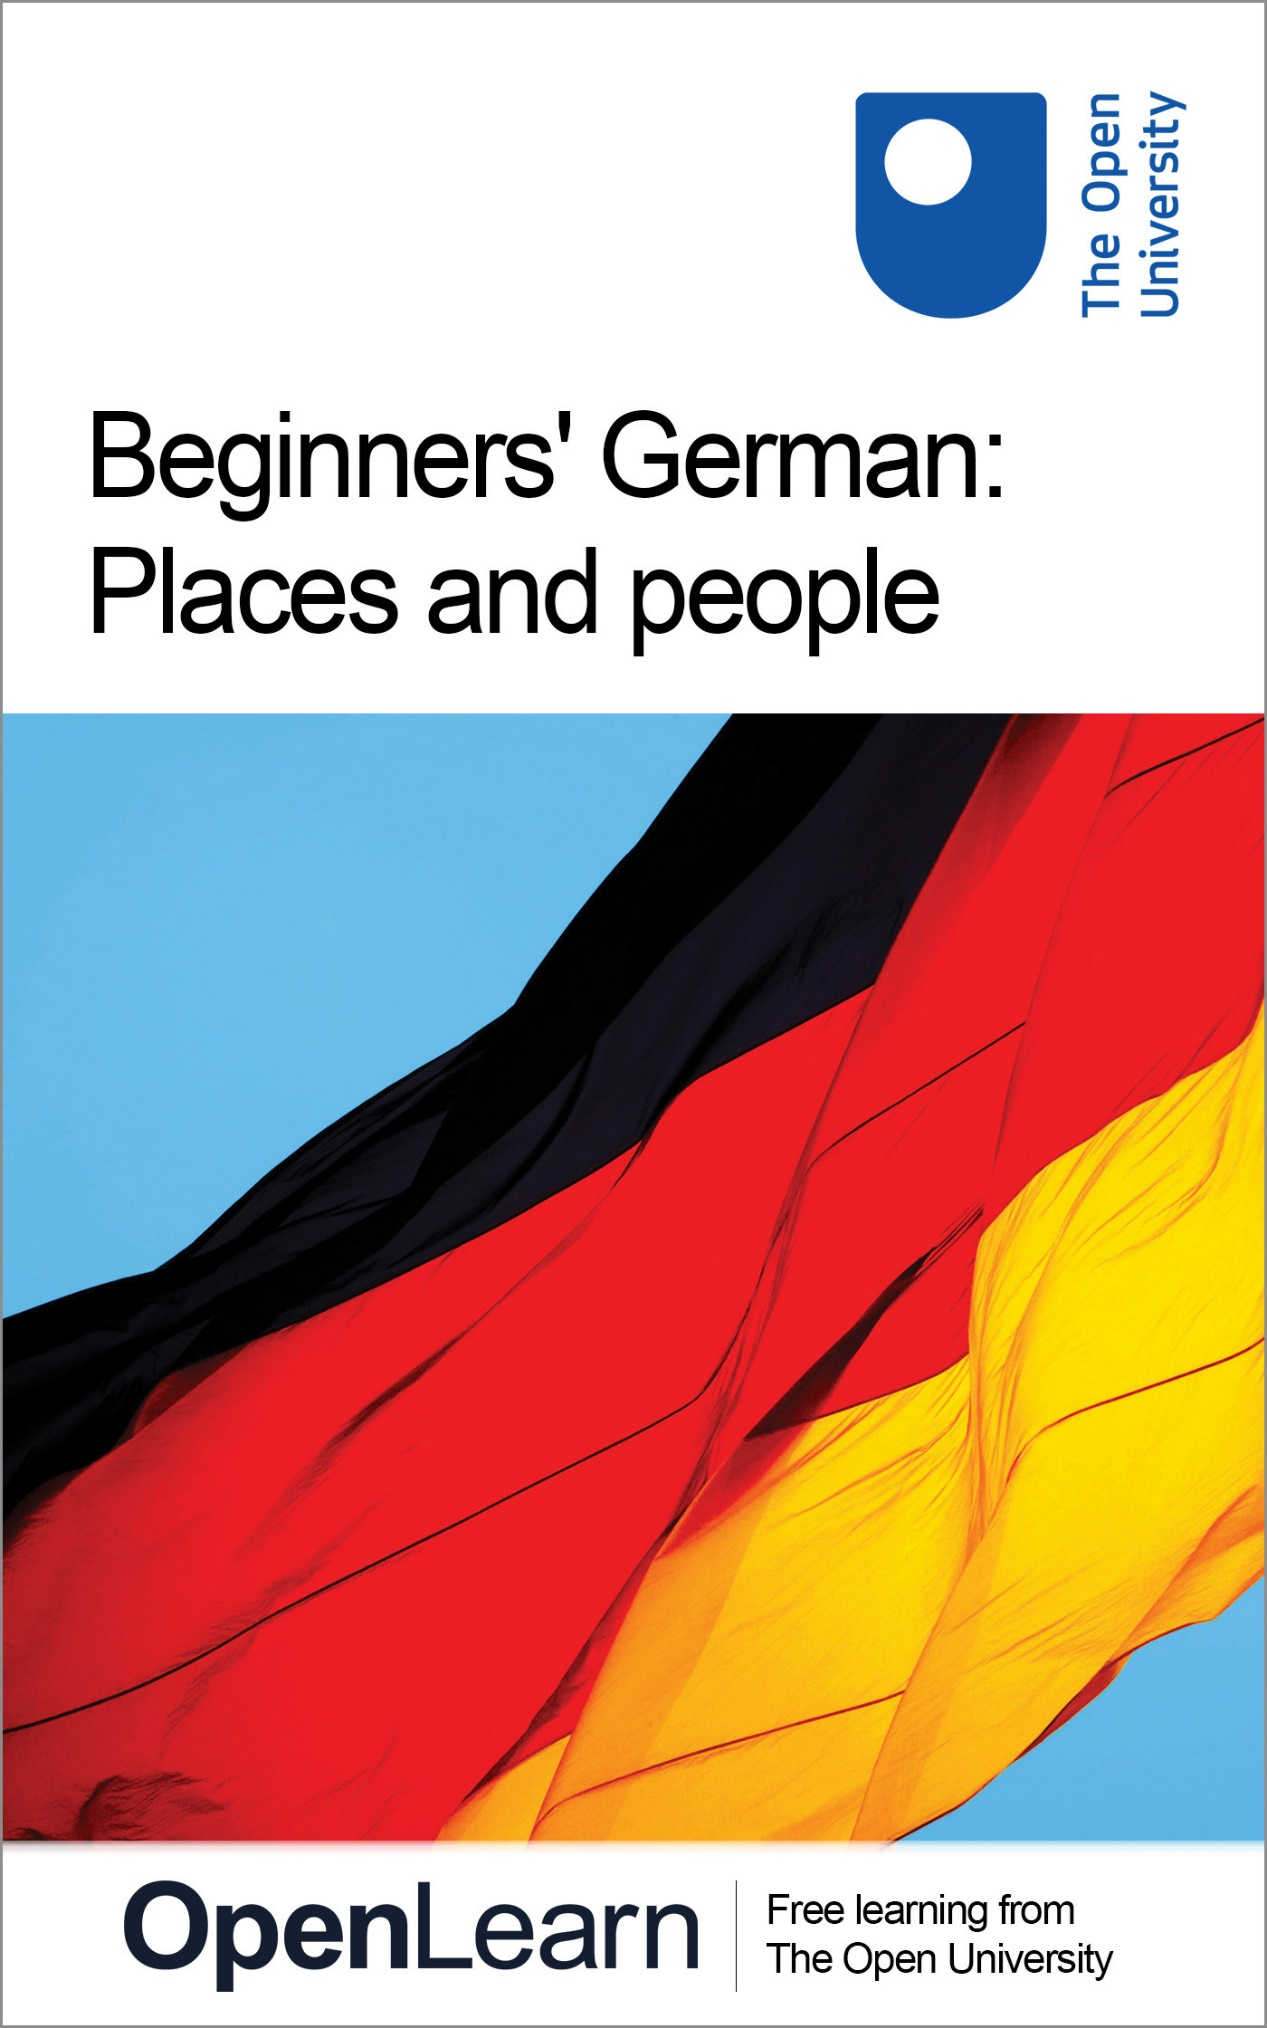 The Open
University
Beginners' German:
Places and people
OpenLearn
Free learning from
The Open University